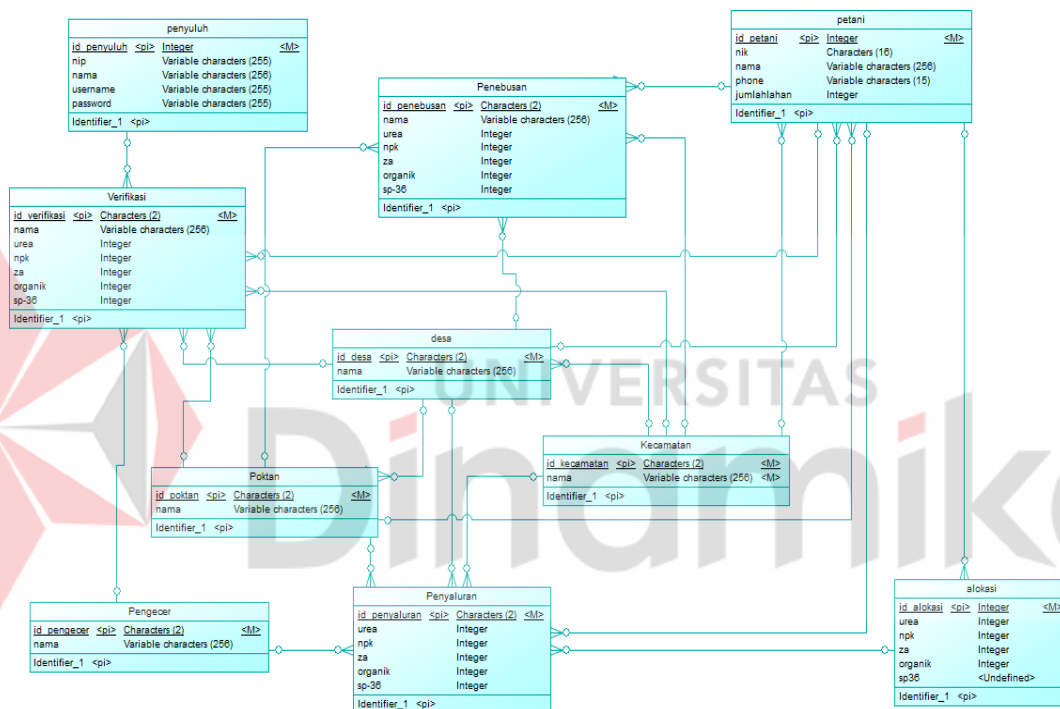 penyuluh
id_penyuluh <pi> Integer <M>
nip Variable characters (255)
nama Variable characters (256)
username Variable characters (255)
password Variable characters (255)
Identifier_1 <pi>
petani
id_petani <pi> Integer <M>
nik Characters (16)
nama Variable characters (256)
phone Variable characters (15)
jumlahlahan Integer
Identifier_1 <pi>
Penebusan
id_penebusan <pi> Characters (2) <M>
nama Variable characters (256)
urea Integer
npk Integer
za Integer
organik Integer
sp-36 Integer
Identifier_1 <pi>
Verifikasi
id_verifikasi <pi> Characters (2) <M>
nama Variable characters (256)
urea Integer
npk Integer
za Integer
organik Integer
sp-36 Integer
Identifier_1 <pi>
desa
id_desa <pi> Characters (2) <M>
nama Variable characters (256)
Identifier_1 <pi>
UNIVERSITAS
Dinamika
Kecamatan
id_kecamatan <pi> Characters (2) <M>
nama Variable characters (256) <M>
Identifier_1 <pi>
Poktan
id_poktan <pi> Characters (2) <M>
nama Variable characters (256)
Identifier_1 <pi>
Pengecer
id_pengecer <pi> Characters (2) <M>
nama Variable characters (256)
Identifier_1 <pi>
Penyaluran
id_penyaluran <pi> Characters (2) <M>
urea Integer
npk Integer
za Integer
organik Integer
sp-36 Integer
Identifier_1 <pi>
alokasi
id_alokasi <pi> Integer <M>
urea Integer
npk Integer
za Integer
organik Integer
sp36 <Undefined>
Identifier_1 <pi>